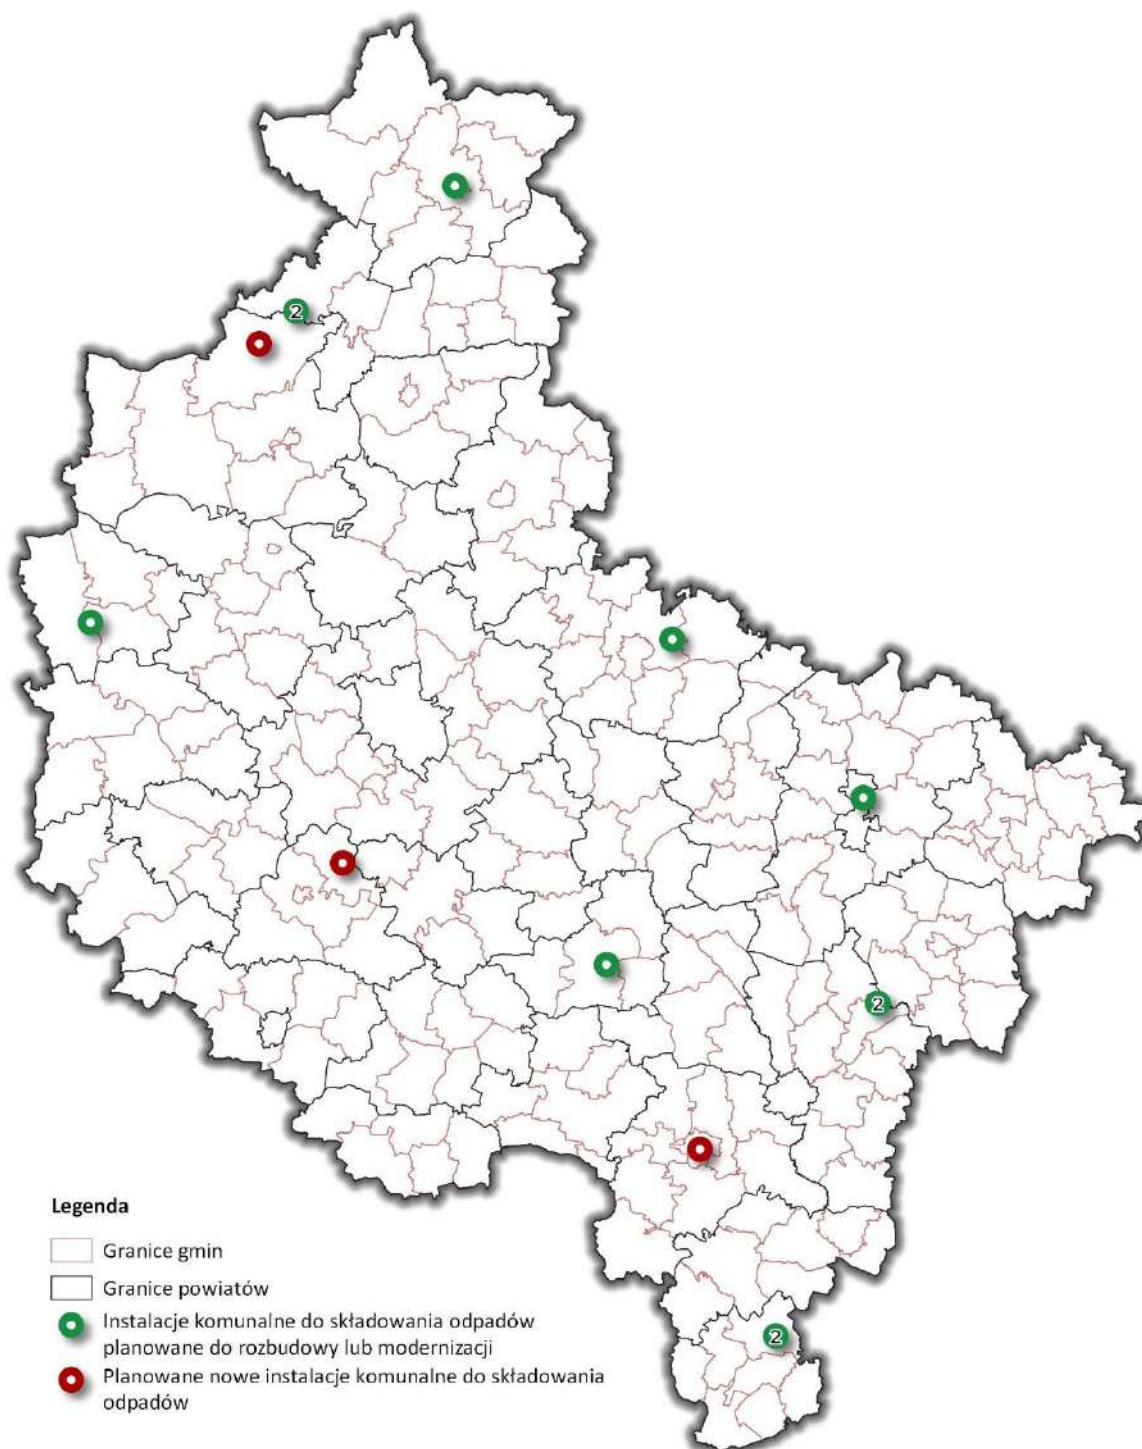 2
2
2
Legenda
Granice gmin
Granice powiatów
Instalacje komunalne do składowania odpadów
planowane do rozbudowy lub modernizacji
Planowane nowe instalacje komunalne do składowania
odpadów